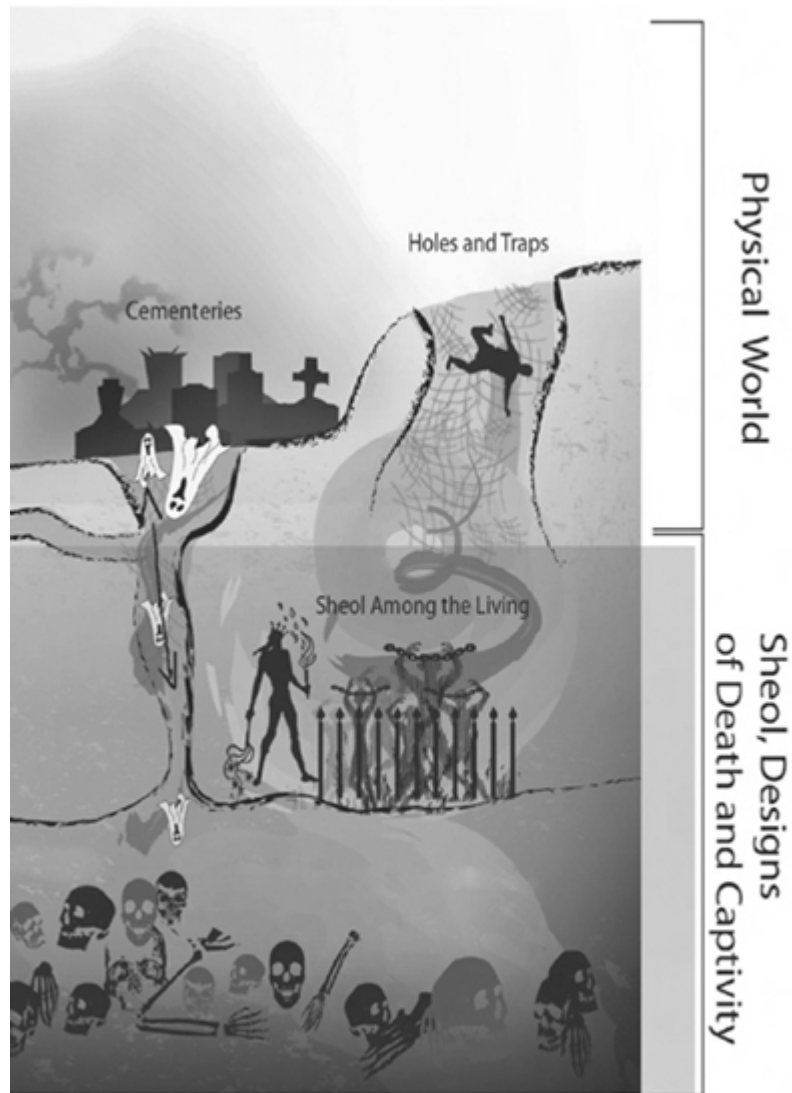 Holes and Traps
Cementeries
Sheol Among the Living
Physical World
Sheol, Designs
of Death and Captivity